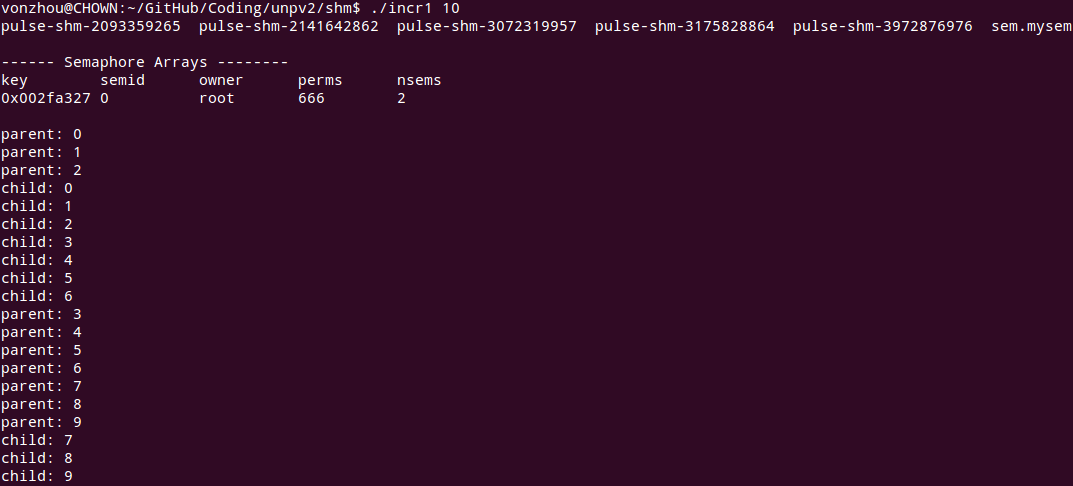 vonzhou@CHOWN:~/GitHub/Coding/unpv2/shm$ ./incr1 10
pulse-shm-2093359265  pulse-shm-2141642862  pulse-shm-3072319957  pulse-shm-3175828864  pulse-shm-3972876976  sem.mysem
------ Semaphore Arrays --------
key        semid      owner      perms      nsems
0x002fa327 0          root       666        2
parent: 0
parent: 1
parent: 2
child: 0
child: 1
child: 2
child: 3
child: 4
child: 5
child: 6
parent: 3
parent: 4
parent: 5
parent: 6
parent: 7
parent: 8
parent: 9
child: 7
child: 8
child: 9